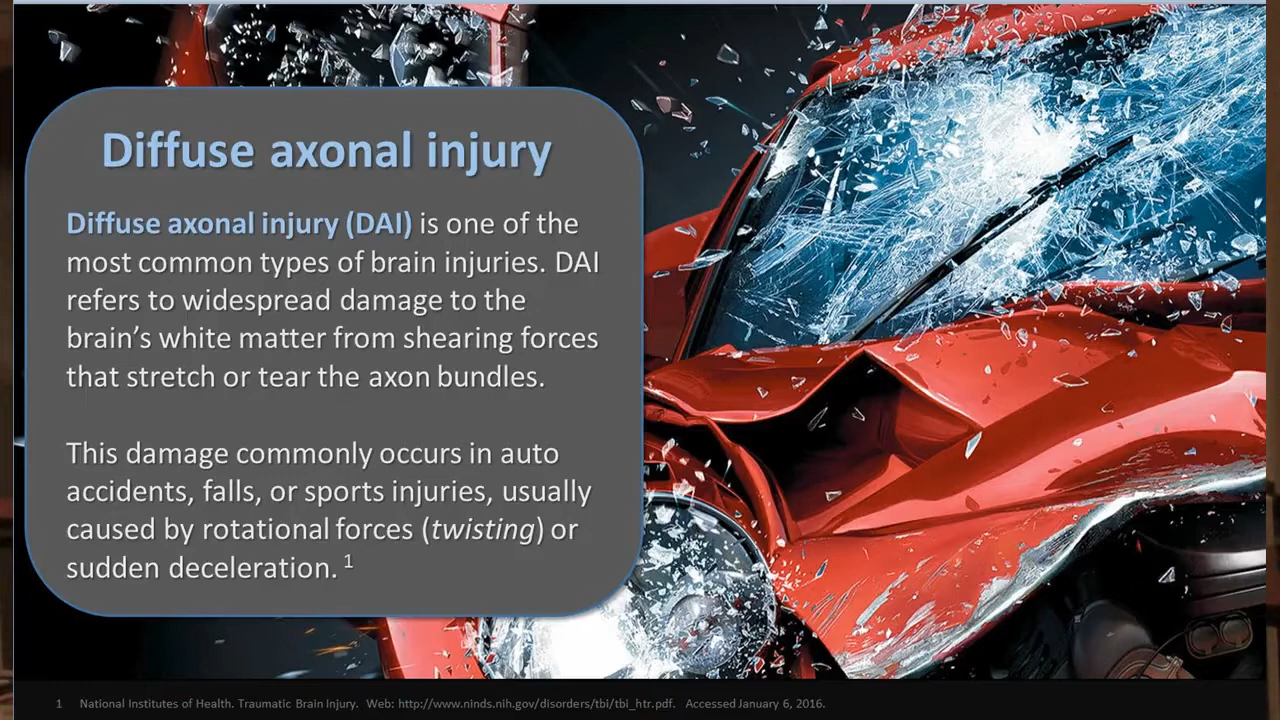 Diffuse axonal injury
Diffuse axonal injury (DAI) is one of the
most common types of brain injuries. DAI
refers to widespread damage to the
brain’s white matter from shearing forces
that stretch or tear the axon bundles.
This damage commonly occurs in auto
accidents, falls, or sports injuries, usually
caused by rotational forces (twisting) or
sudden deceleration. 1
1 National Institutes of Health. Traumatic Brain Injury. Web: http://www.ninds.nih.gov/disorders/tbi/tbi_htr.pdf. Accessed January 6, 2016.